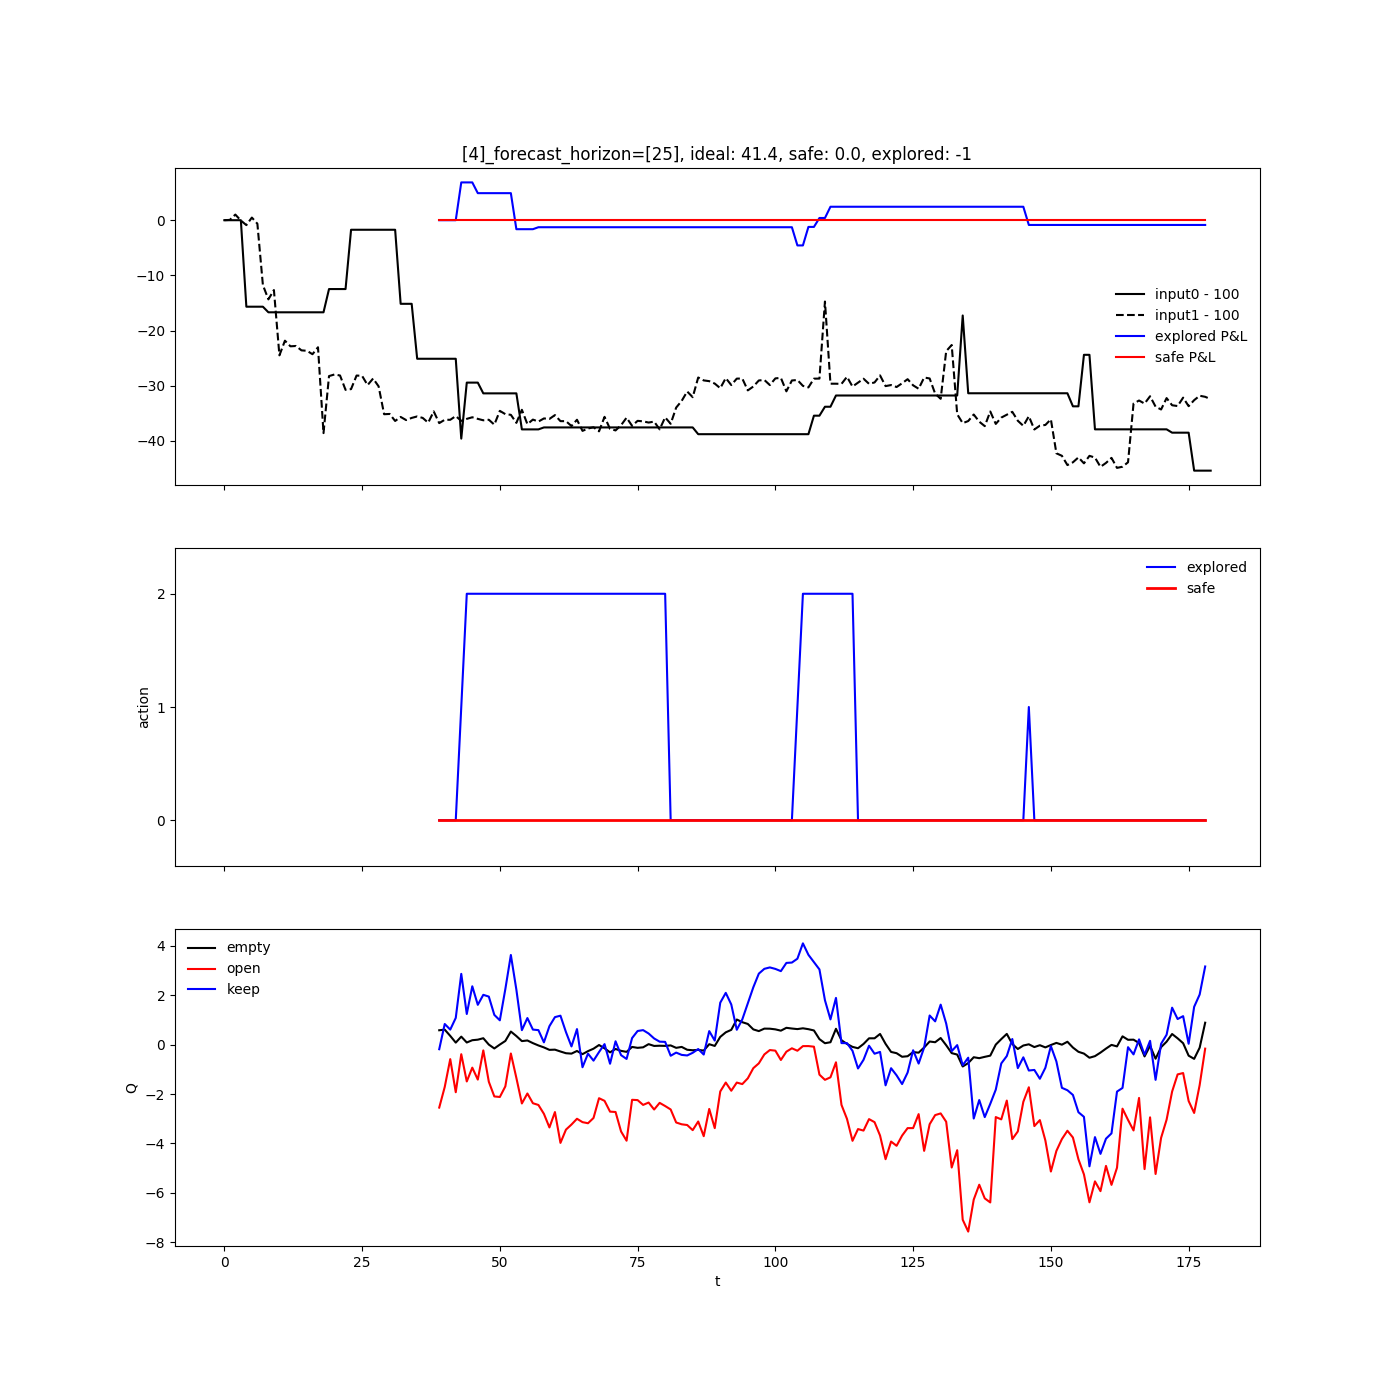 [4]_forecast_horizon=[25], ideal: 41.4, safe: 0.0, explored: -1
0
−10
−20
−30
−40
input0 - 100
input1 - 100
explored P&L
safe P&L
2
1
0
action
explored
safe
4
2
0
−2
−4
−6
−8
Q
empty
open
keep
0 25 50 75 100 125 150 175
t